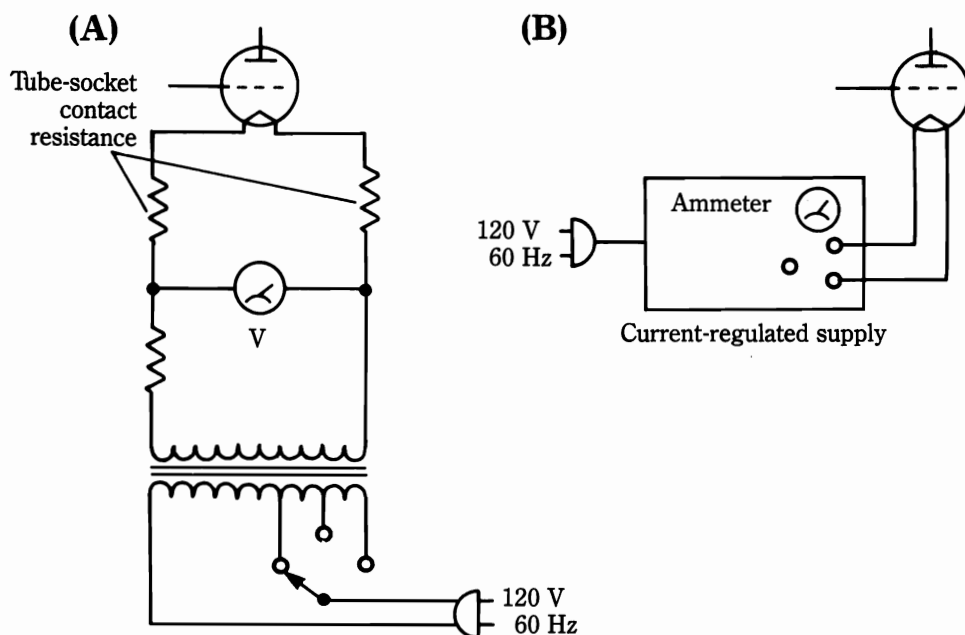 (A)
Tube-socket
contact
resistance
V
120 V
60 Hz
(B)
Ammeter
120 V
60 Hz
Current-regulated supply